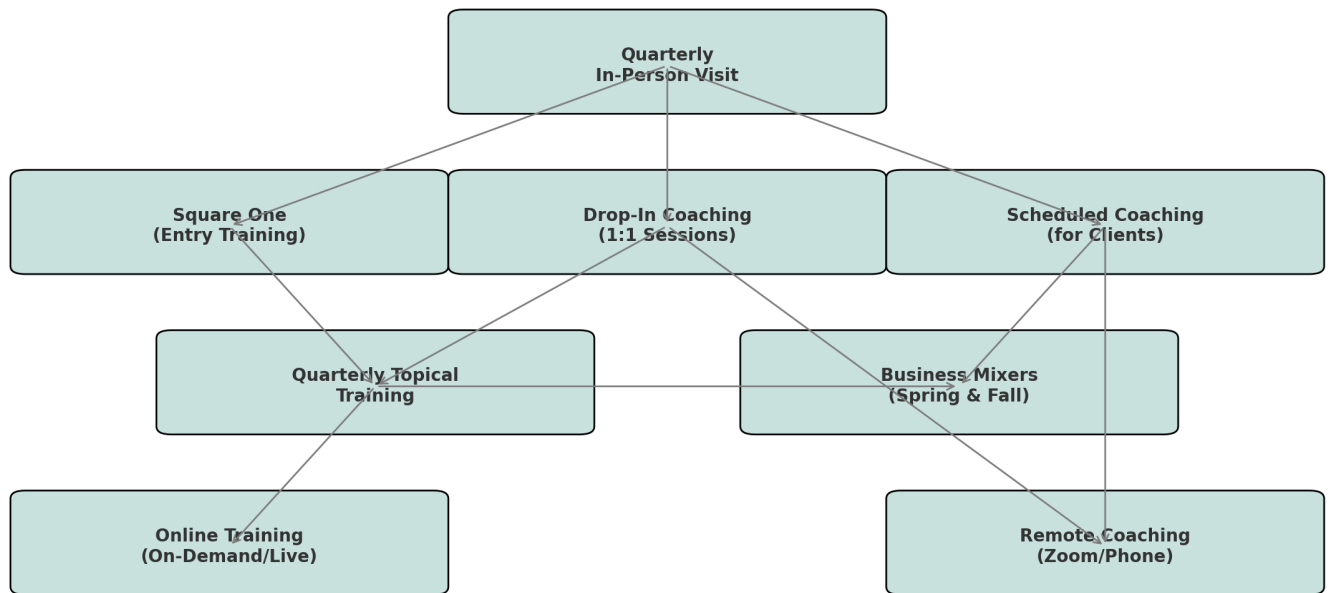 Quarterly
In-Person Visit
Square One
(Entry Training)
Drop-In Coaching
(1:1 Sessions)
Scheduled Coaching
(for Clients)
Quarterly Topical
Training
Business Mixers
(Spring & Fall)
Online Training
(On-Demand/Live)
Remote Coaching
(Zoom/Phone)